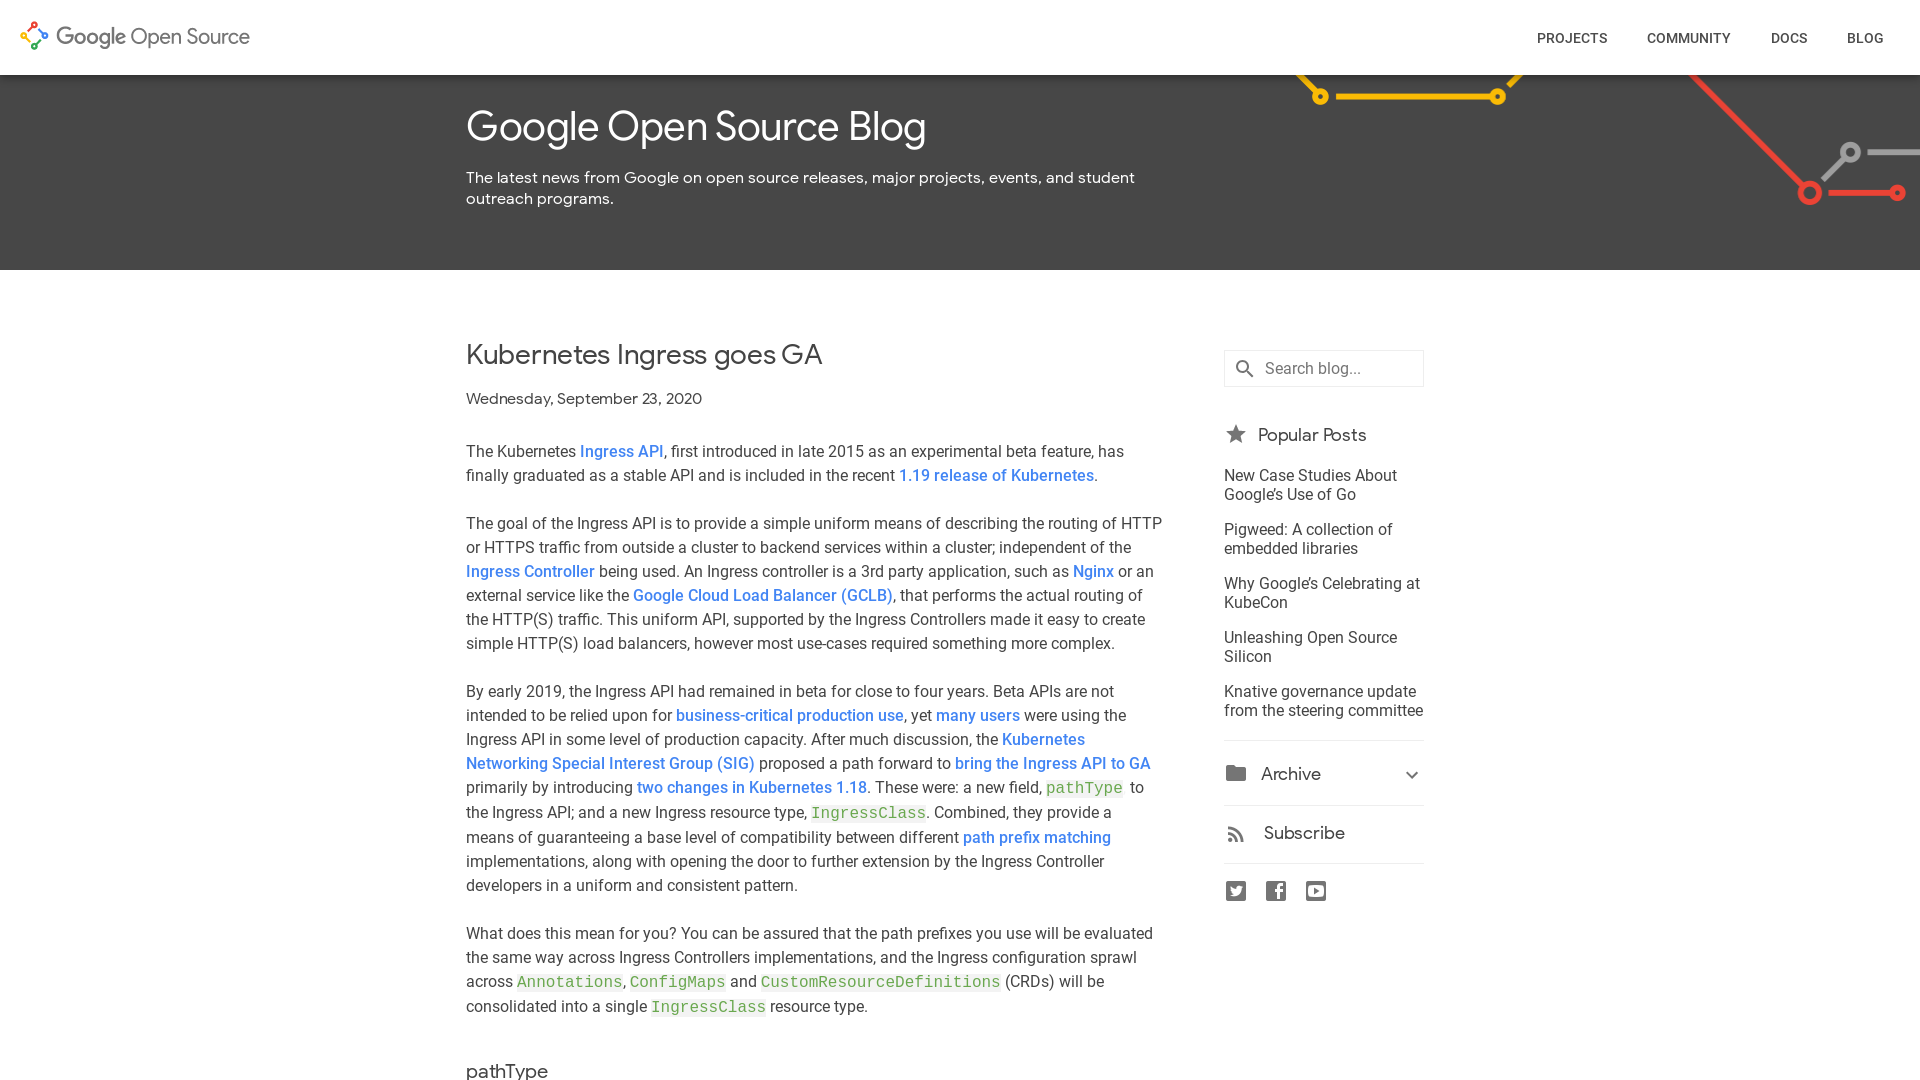 Google Open Source
PROJECTS
COMMUNITY
DOCS
BLOG
Google Open Source Blog
The latest news from Google on open source releases, major projects, events, and student
outreach programs.
Kubernetes Ingress goes GA
Wednesday, September 23, 2020
The Kubernetes Ingress API, first introduced in late 2015 as an experimental beta feature, has
finally graduated as a stable API and is included in the recent 1.19 release of Kubernetes.
The goal of the Ingress API is to provide a simple uniform means of describing the routing of HTTP
or HTTPS traffic from outside a cluster to backend services within a cluster; independent of the
Ingress Controller being used. An Ingress controller is a 3rd party application, such as Nginx or an
external service like the Google Cloud Load Balancer (GCLB), that performs the actual routing of
the HTTP(S) traffic. This uniform API, supported by the Ingress Controllers made it easy to create
simple HTTP(S) load balancers, however most use-cases required something more complex.
By early 2019, the Ingress API had remained in beta for close to four years. Beta APIs are not
intended to be relied upon for business-critical production use, yet many users were using the
Ingress API in some level of production capacity. After much discussion, the Kubernetes
Networking Special Interest Group (SIG) proposed a path forward to bring the Ingress API to GA
primarily by introducing two changes in Kubernetes 1.18. These were: a new field, pathType to
the Ingress API; and a new Ingress resource type, IngressClass. Combined, they provide a
means of guaranteeing a base level of compatibility between different path prefix matching
implementations, along with opening the door to further extension by the Ingress Controller
developers in a uniform and consistent pattern.
What does this mean for you? You can be assured that the path prefixes you use will be evaluated
the same way across Ingress Controllers implementations, and the Ingress configuration sprawl
across Annotations, ConfigMaps and CustomResourceDefinitions (CRDs) will be
consolidated into a single IngressClass resource type.
pathType
Search blog...
Popular Posts
New Case Studies About
Google's Use of Go
Pigweed: A collection of
embedded libraries
Why Google's Celebrating at
KubeCon
Unleashing Open Source
Silicon
Knative governance update
from the steering committee
Archive
Subscribe